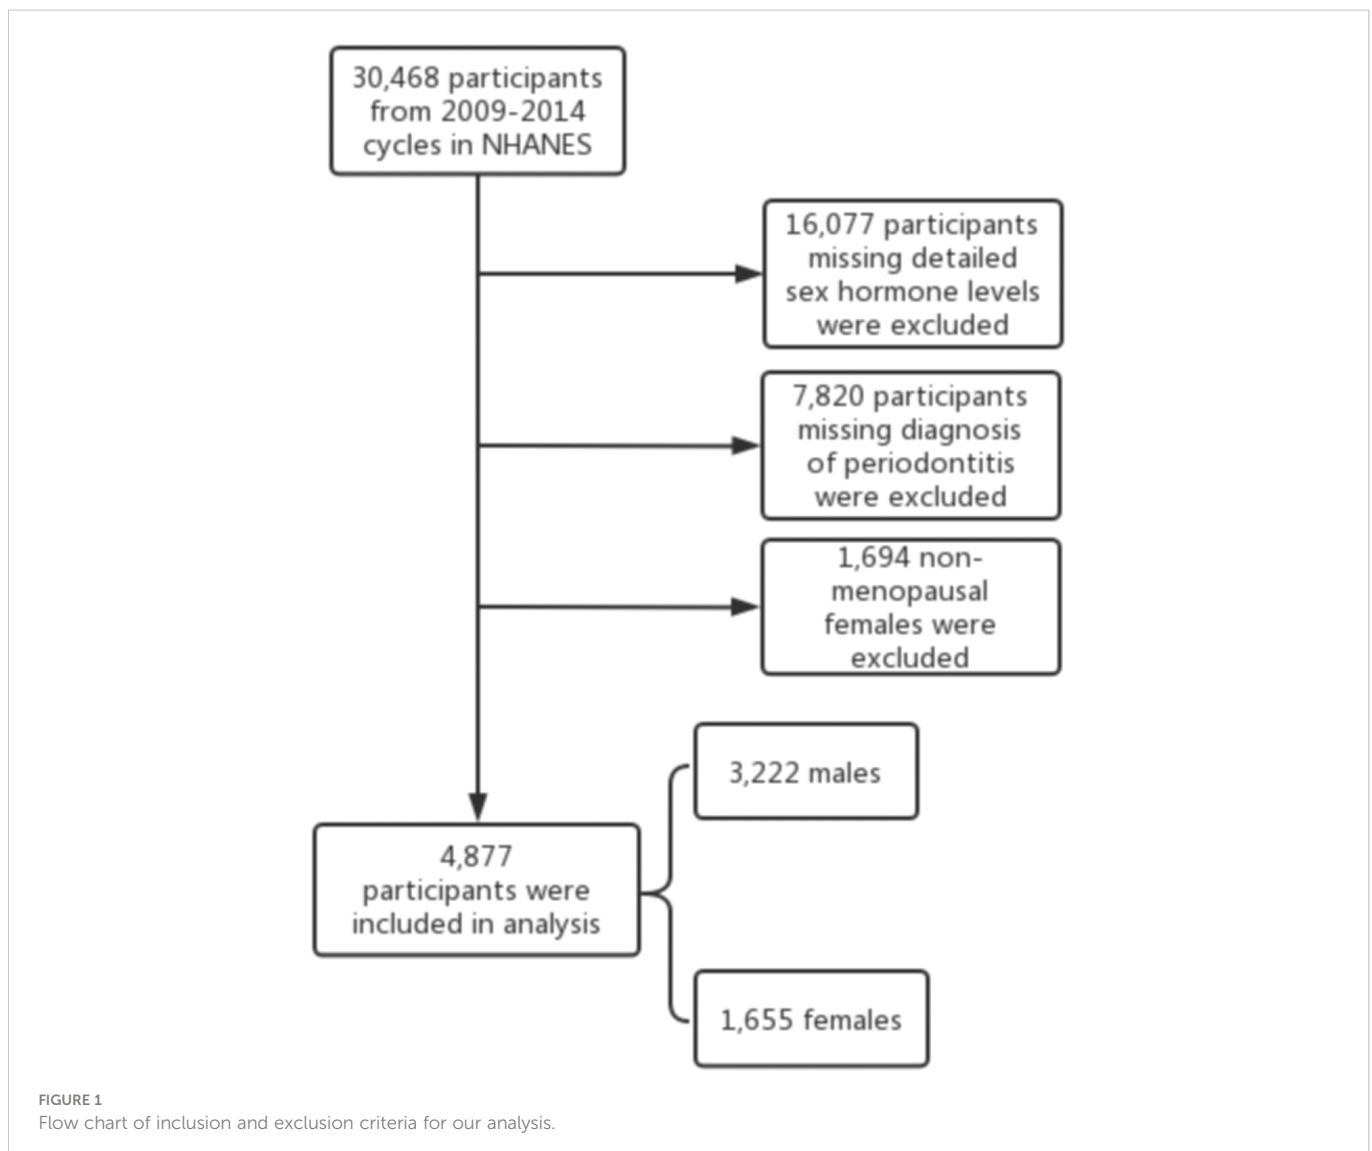 30,468 participants
from 2009-2014
cycles in NHANES
16,077 participants
missing detailed
sex hormone levels
were excluded
7,820 participants
missing diagnosis
of periodontitis
were excluded
1,694 non-
menopausal
females were
excluded
3,222 males
4,877
participants were
included in analysis
1,655 females
FIGURE 1
Flow chart of inclusion and exclusion criteria for our analysis.